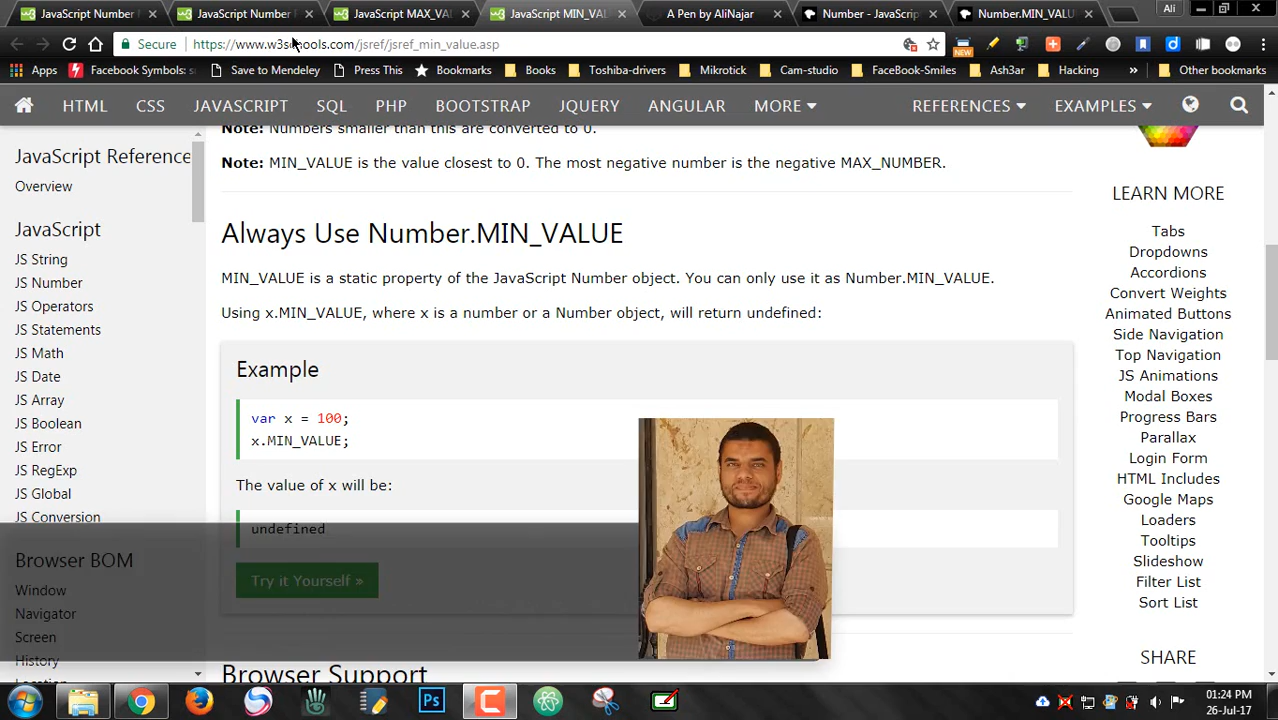 JavaScript Number
JavaScript Number
JavaScript MAX_VA
JavaScript MIN_VAL
A Pen by AliNajar
Number - JavaScript
Number.MIN_VALUE
Ali
Secure
https://www.w3schools.com/jsref/jsref_min_value.asp
NEW
Apps
Facebook Symbols: s
Save to Mendeley
Press This
Bookmarks
Books
Toshiba-drivers
Mikrotick
Cam-studio
FaceBook-Smiles
Ash3ar
Hacking
»
Other bookmarks
HTML
CSS
JAVASCRIPT
SQL
PHP
BOOTSTRAP
JQUERY
ANGULAR
MORE
REFERENCES
EXAMPLES
JavaScript Reference
Overview
JavaScript
JS String
JS Number
JS Operators
JS Statements
JS Math
JS Date
JS Array
JS Boolean
JS Error
JS RegExp
JS Global
JS Conversion
Browser BOM
Window
Navigator
Screen
History
Location
Note: Numbers smaller than this are converted to 0.
Note: MIN_VALUE is the value closest to 0. The most negative number is the negative MAX_NUMBER.
Always Use Number.MIN_VALUE
MIN_VALUE is a static property of the JavaScript Number object. You can only use it as Number.MIN_VALUE.
Using x.MIN_VALUE, where x is a number or a Number object, will return undefined:
Example
var x = 100;
x.MIN_VALUE;
The value of x will be:
undefined
Try it Yourself »
Browser Support
LEARN MORE
Tabs
Dropdowns
Accordions
Convert Weights
Animated Buttons
Side Navigation
Top Navigation
JS Animations
Modal Boxes
Progress Bars
Parallax
Login Form
HTML Includes
Google Maps
Loaders
Tooltips
Slideshow
Filter List
Sort List
SHARE
Ps
01:24 PM
26-Jul-17